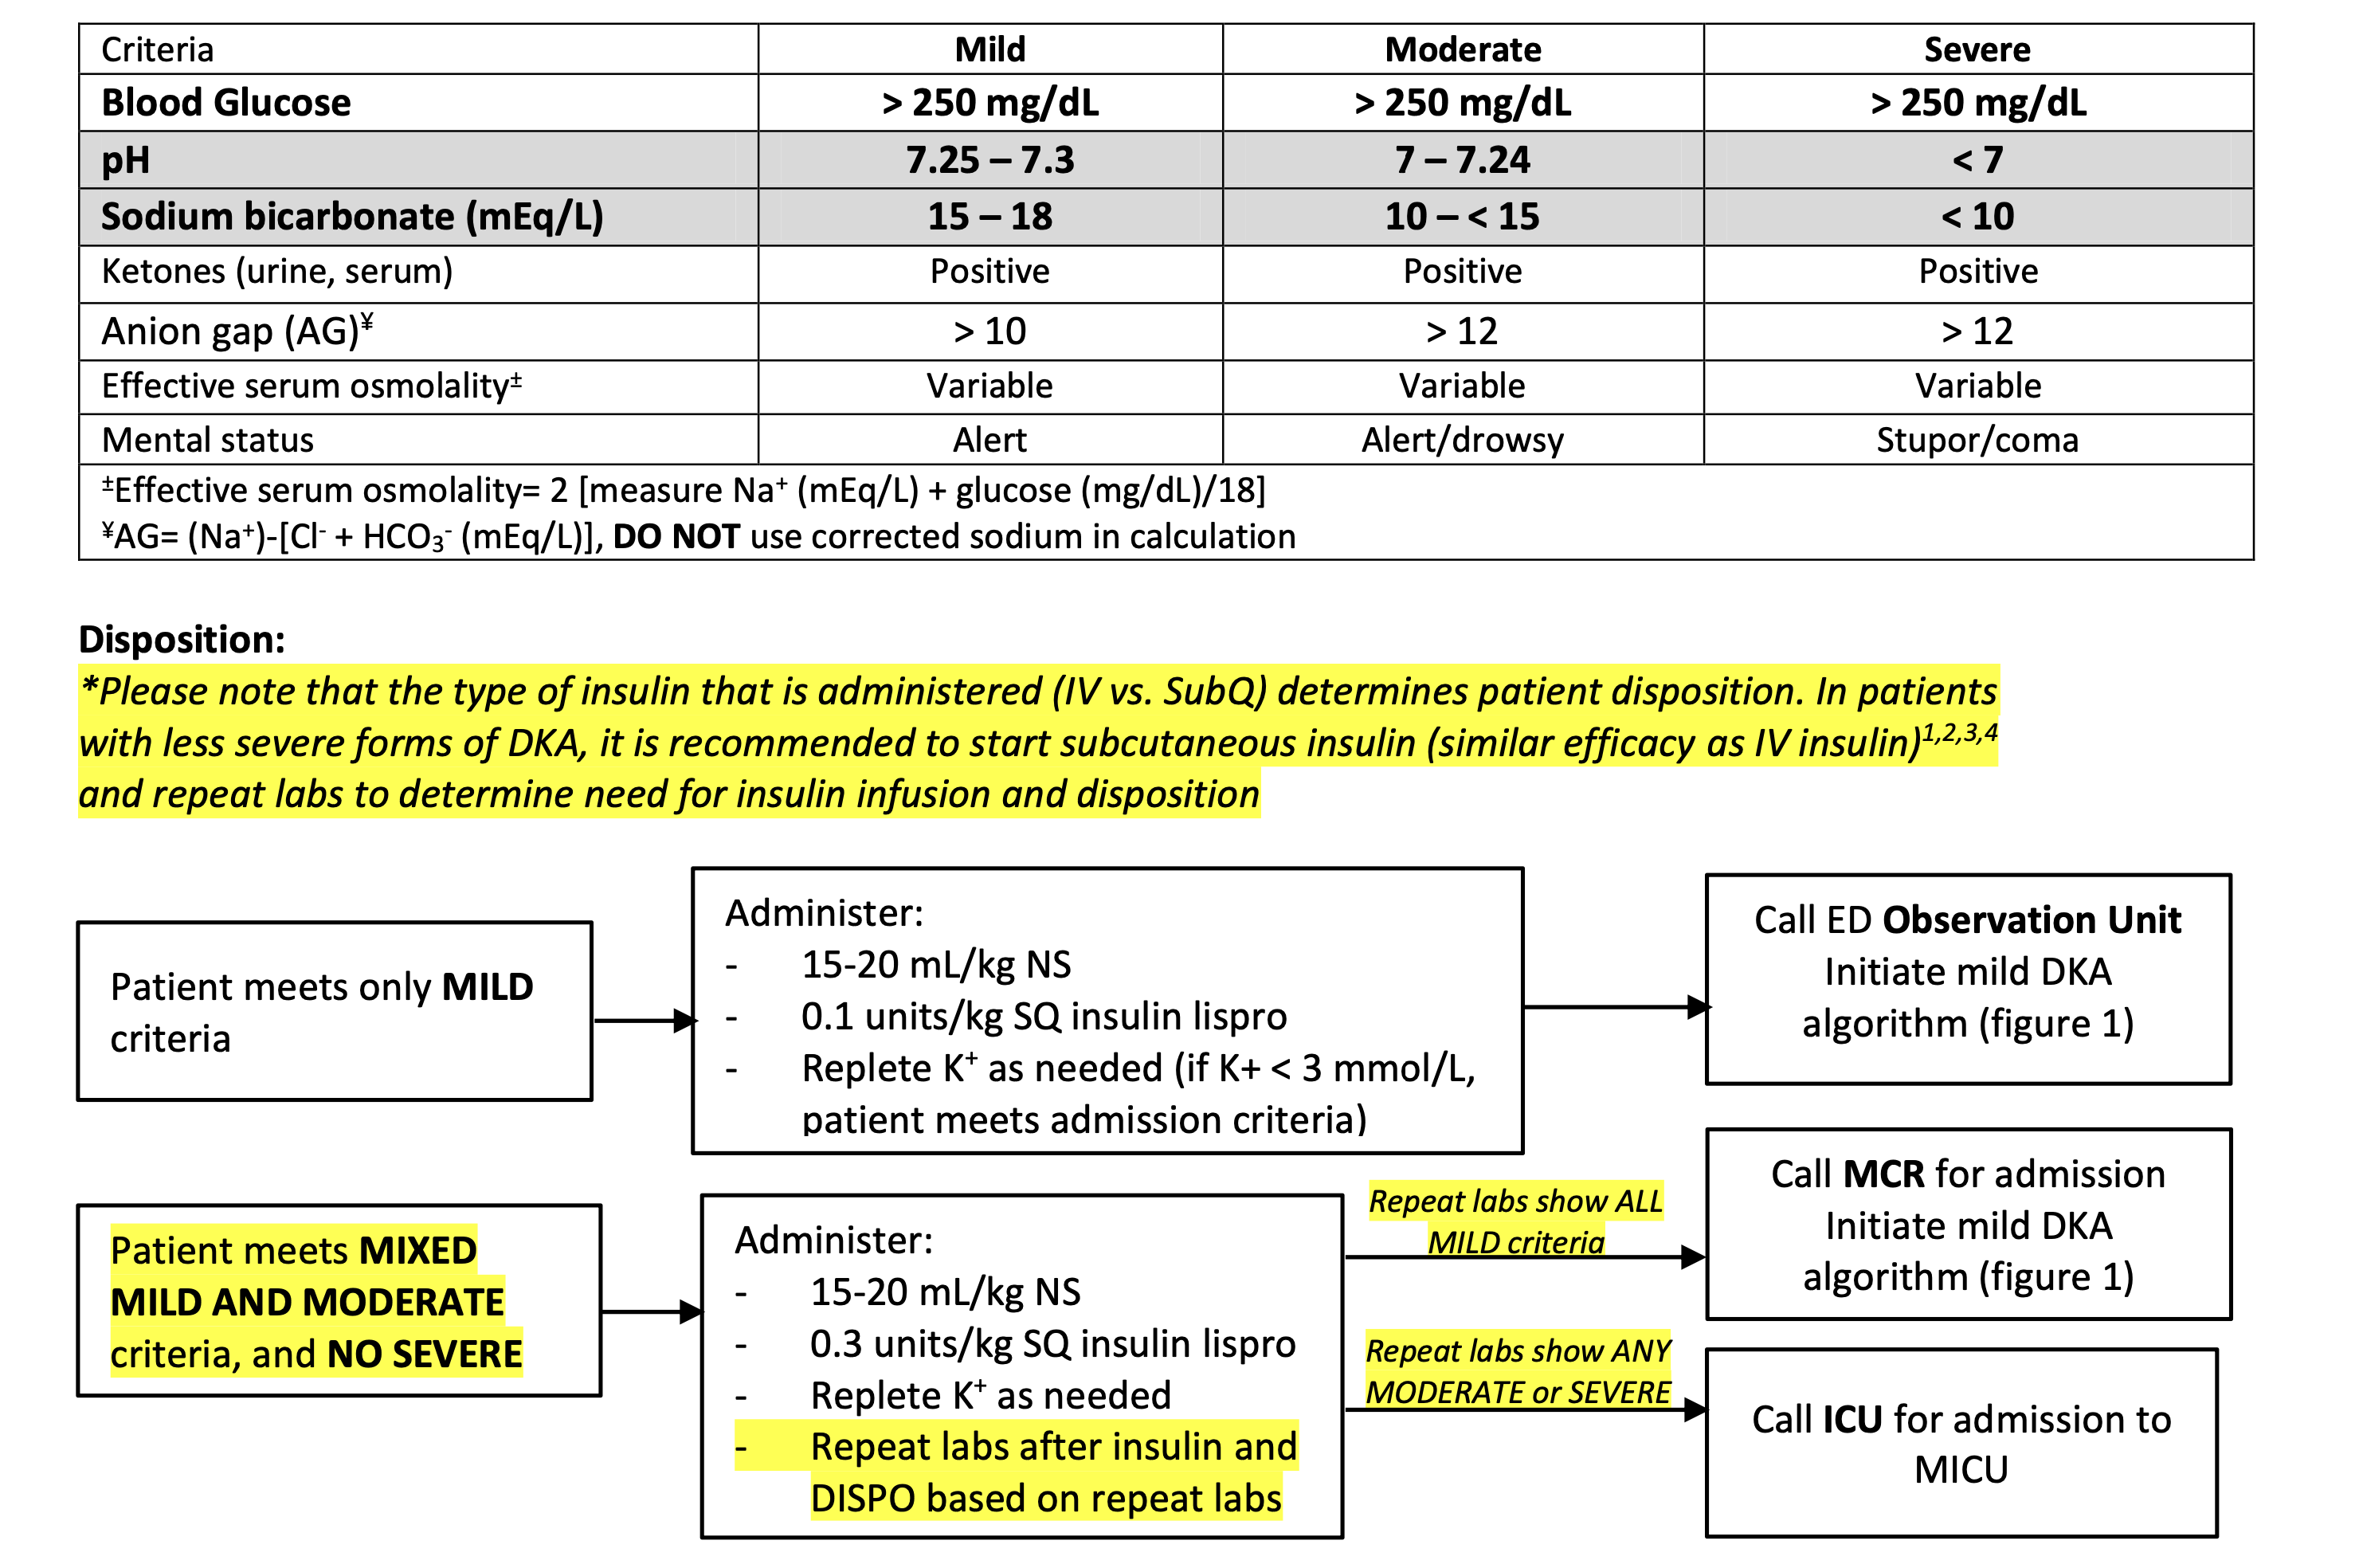 Criteria Mild Moderate Severe
Blood Glucose > 250 mg/dL > 250 mg/dL > 250 mg/dL
pH 7.25 – 7.3 7 – 7.24 < 7
Sodium bicarbonate (mEq/L) 15 – 18 10 – < 15 < 10
Ketones (urine, serum) Positive Positive Positive
Anion gap (AG)¥ > 10 > 12 > 12
Effective serum osmolality± Variable Variable Variable
Mental status Alert Alert/drowsy Stupor/coma
±Effective serum osmolality= 2 [measure Na⁺ (mEq/L) + glucose (mg/dL)/18]
¥AG= (Na⁺)-[Cl⁻ + HCO₃⁻ (mEq/L)], DO NOT use corrected sodium in calculation
Disposition:
*Please note that the type of insulin that is administered (IV vs. SubQ) determines patient disposition. In patients
with less severe forms of DKA, it is recommended to start subcutaneous insulin (similar efficacy as IV insulin)1,2,3,4
and repeat labs to determine need for insulin infusion and disposition
Patient meets only MILD
criteria
Administer:
- 15-20 mL/kg NS
- 0.1 units/kg SQ insulin lispro
- Replete K⁺ as needed (if K+ < 3 mmol/L,
patient meets admission criteria)
Call ED Observation Unit
Initiate mild DKA
algorithm (figure 1)
Patient meets MIXED
MILD AND MODERATE
criteria, and NO SEVERE
Administer:
- 15-20 mL/kg NS
- 0.3 units/kg SQ insulin lispro
- Replete K⁺ as needed
- Repeat labs after insulin and
DISPO based on repeat labs
Repeat labs show ALL
MILD criteria
Call MCR for admission
Initiate mild DKA
algorithm (figure 1)
Repeat labs show ANY
MODERATE or SEVERE
Call ICU for admission to
MICU